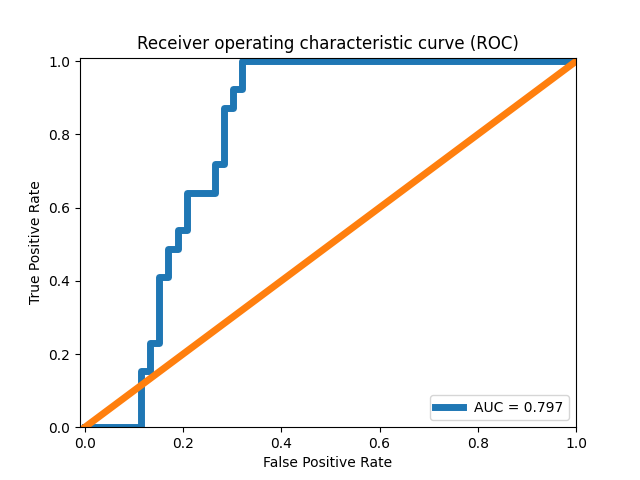 Receiver operating characteristic curve (ROC)
True Positive Rate
1.0
0.8
0.6
0.4
0.2
0.0
AUC = 0.797
0.0 0.2 0.4 0.6 0.8 1.0
False Positive Rate